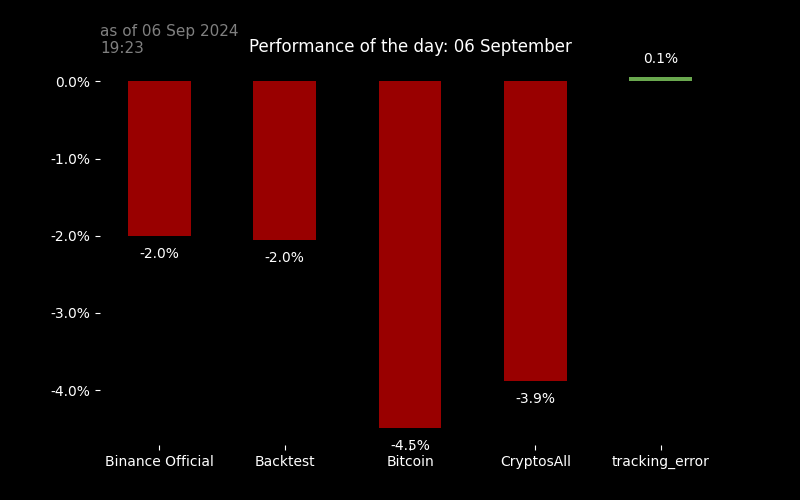 as of 06 Sep 2024
19:23
Performance of the day: 06 September
0.1%
0.0%
-1.0%
-2.0%
-2.0%
-2.0%
-3.0%
-4.0%
-3.9%
-4.5%
Binance Official
Backtest
Bitcoin
CryptosAll
tracking_error